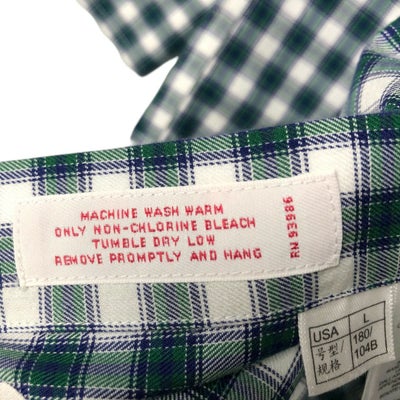 MACHINE WASH WARM
ONLY NON-CHLORINE BLEACH
TUMBLE DRY LOW
REMOVE PROMPTLY AND HANG
RN 93986
USA L
号型/规格 180/104B